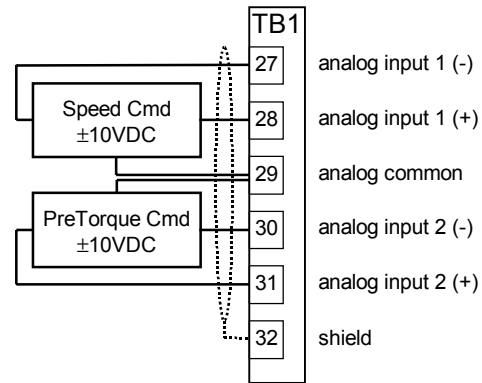 TB1
27 analog input 1 (-)
Speed Cmd
±10VDC
28 analog input 1 (+)
29 analog common
PreTorque Cmd
±10VDC
30 analog input 2 (-)
31 analog input 2 (+)
32 shield